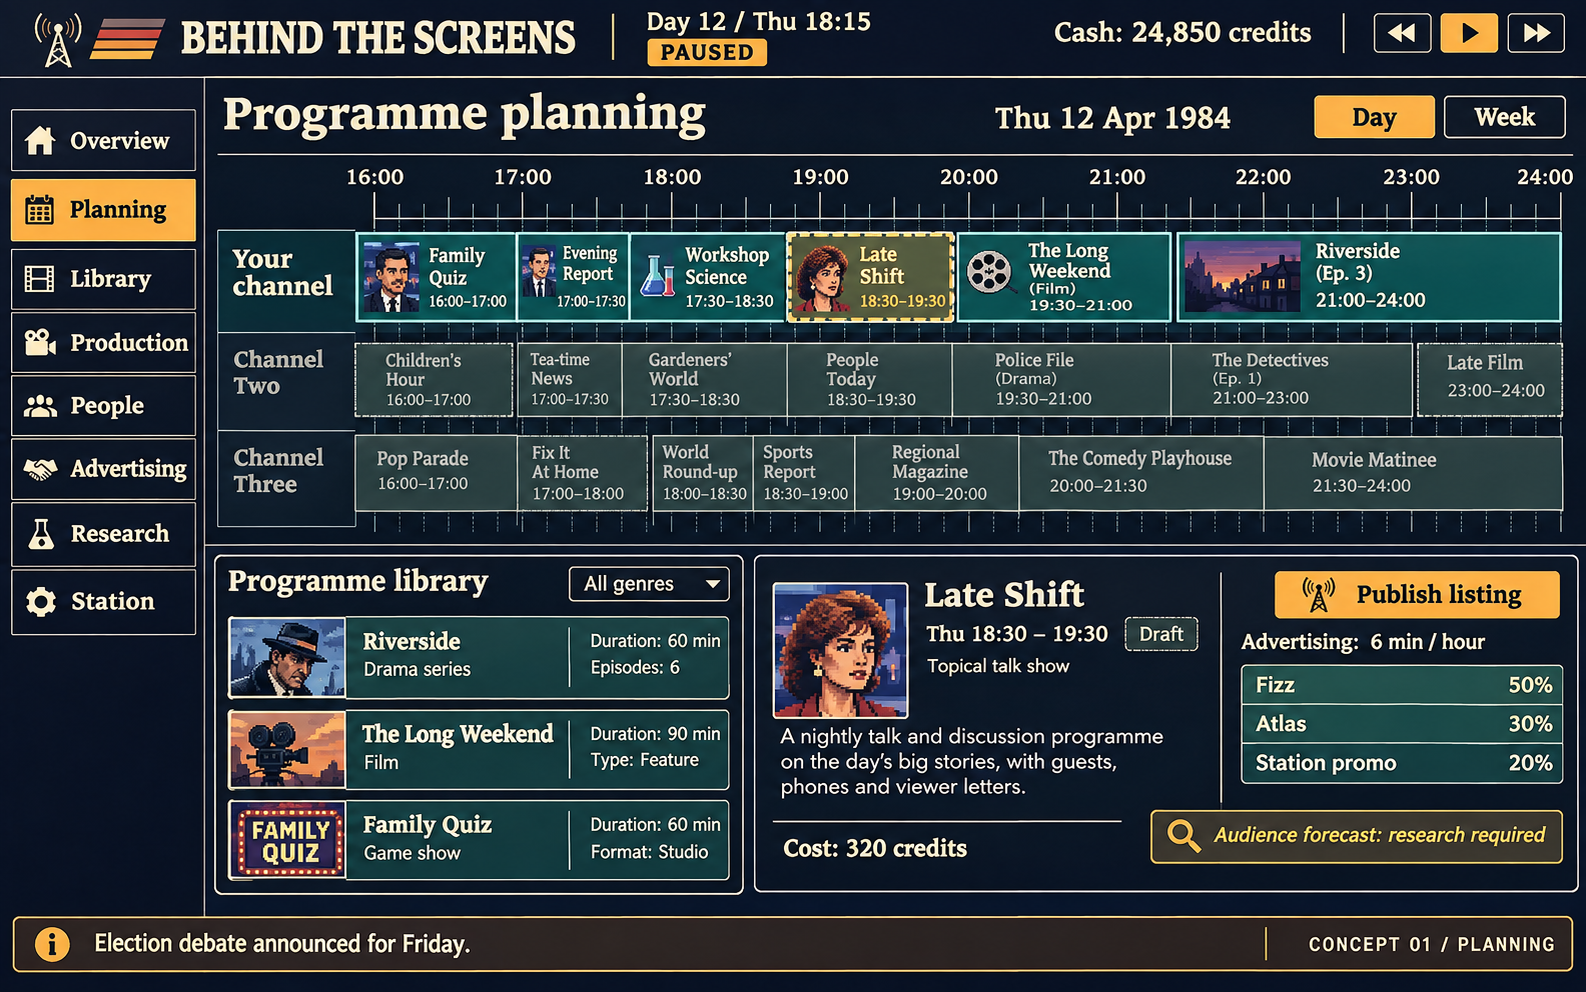 BEHIND THE SCREENS
Day 12 / Thu 18:15
PAUSED
Cash: 24,850 credits
Overview
Planning
Library
Production
People
Advertising
Research
Station
Programme planning
Thu 12 Apr 1984
Day
Week
16:00 17:00 18:00 19:00 20:00 21:00 22:00 23:00 24:00
Your
channel
Family
Quiz
16:00–17:00
Evening
Report
17:00–17:30
Workshop
Science
17:30–18:30
Late
Shift
18:30–19:30
The Long
Weekend
(Film)
19:30–21:00
Riverside
(Ep. 3)
21:00–24:00
Channel
Two
Children's
Hour
16:00–17:00
Tea-time
News
17:00–17:30
Gardeners'
World
17:30–18:30
People
Today
18:30–19:30
Police File
(Drama)
19:30–21:00
The Detectives
(Ep. 1)
21:00–23:00
Late Film
23:00–24:00
Channel
Three
Pop Parade
16:00–17:00
Fix It
At Home
17:00–18:00
World
Round-up
18:00–18:30
Sports
Report
18:30–19:00
Regional
Magazine
19:00–20:00
The Comedy Playhouse
20:00–21:30
Movie Matinee
21:30–24:00
Programme library
All genres
Riverside
Drama series
Duration: 60 min
Episodes: 6
The Long Weekend
Film
Duration: 90 min
Type: Feature
FAMILY
QUIZ
Family Quiz
Game show
Duration: 60 min
Format: Studio
Late Shift
Thu 18:30 – 19:30
Draft
Topical talk show
A nightly talk and discussion programme
on the day's big stories, with guests,
phones and viewer letters.
Cost: 320 credits
Publish listing
Advertising: 6 min / hour
Fizz 50%
Atlas 30%
Station promo 20%
Audience forecast: research required
Election debate announced for Friday.
CONCEPT 01 / PLANNING